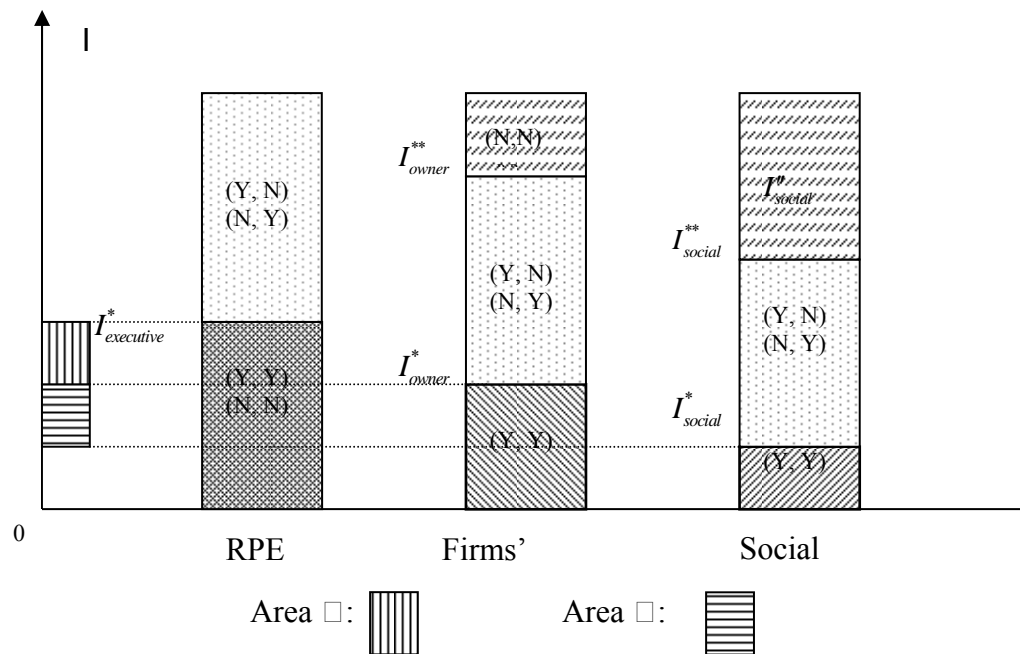 I
(N,N)
I**owner
I″social
(Y, N)
(N, Y)
I**social
(Y, N)
(N, Y)
(Y, N)
(N, Y)
I*executive
I*owner
(Y, Y)
(N, N)
I*social
(Y, Y)
(Y, Y)
0
RPE
Firms’
Social
Area □:
Area □: